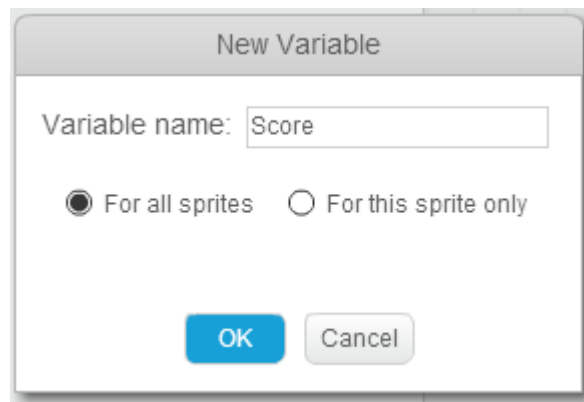 New Variable
Variable name: Score
For all sprites For this sprite only
OK Cancel